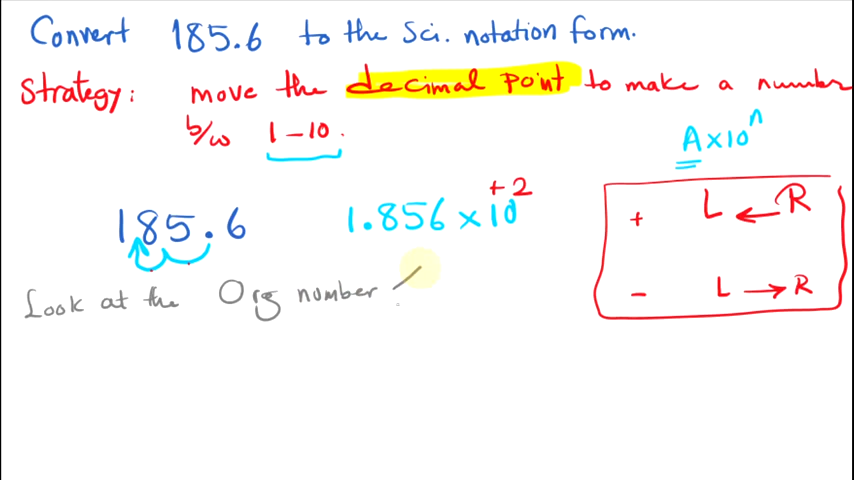 Convert 185.6 to the Sci. notation form.
Strategy: move the decimal point to make a number
b/w 1-10.
A×10^n
185.6 1.856 × 10^+2
+ L ← R
- L → R
Look at the Org number